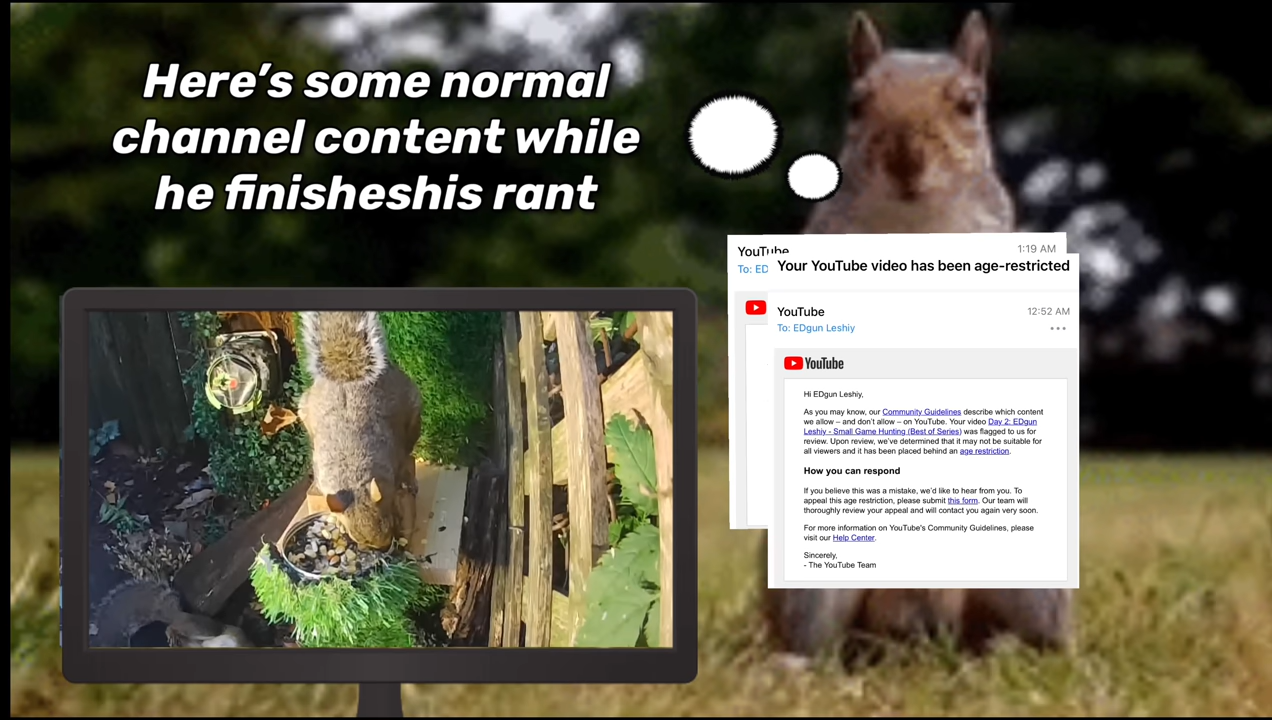 Here's some normal
channel content while
he finisheshis rant
YouTube
1:19 AM
To: ED
Your YouTube video has been age-restricted
YouTube
12:52 AM
To: EDgun Leshiy
YouTube
Hi EDgun Leshiy,
As you may know, our Community Guidelines describe which content
we allow – and don't allow – on YouTube. Your video Day 2: EDgun
Leshiy - Small Game Hunting (Best of Series) was flagged to us for
review. Upon review, we've determined that it may not be suitable for
all viewers and it has been placed behind an age restriction.
How you can respond
If you believe this was a mistake, we'd like to hear from you. To
appeal this age restriction, please submit this form. Our team will
thoroughly review your appeal and will contact you again very soon.
For more information on YouTube's Community Guidelines, please
visit our Help Center.
Sincerely,
- The YouTube Team